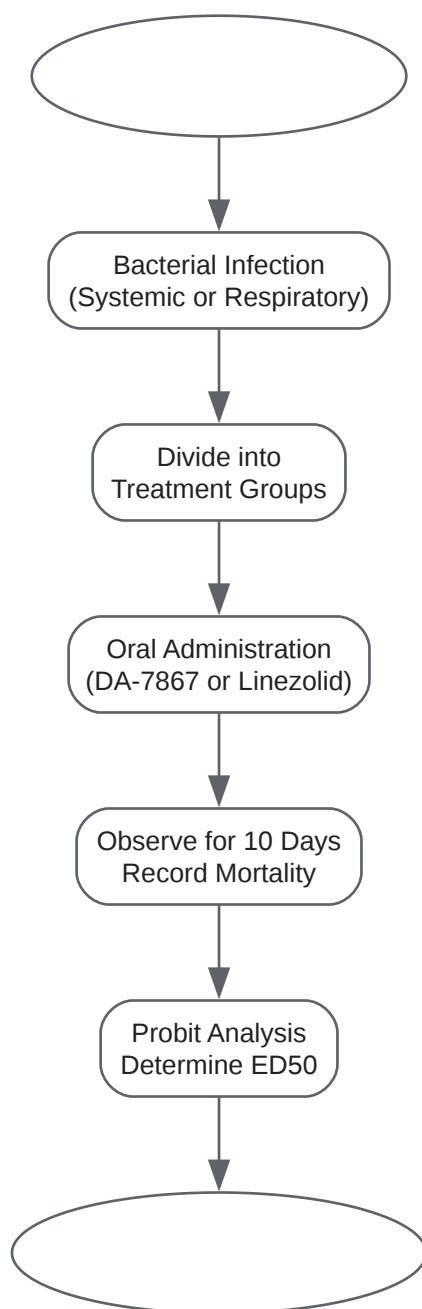 Bacterial Infection
(Systemic or Respiratory)
Divide into
Treatment Groups
Oral Administration
(DA-7867 or Linezolid)
Observe for 10 Days
Record Mortality
Probit Analysis
Determine ED50